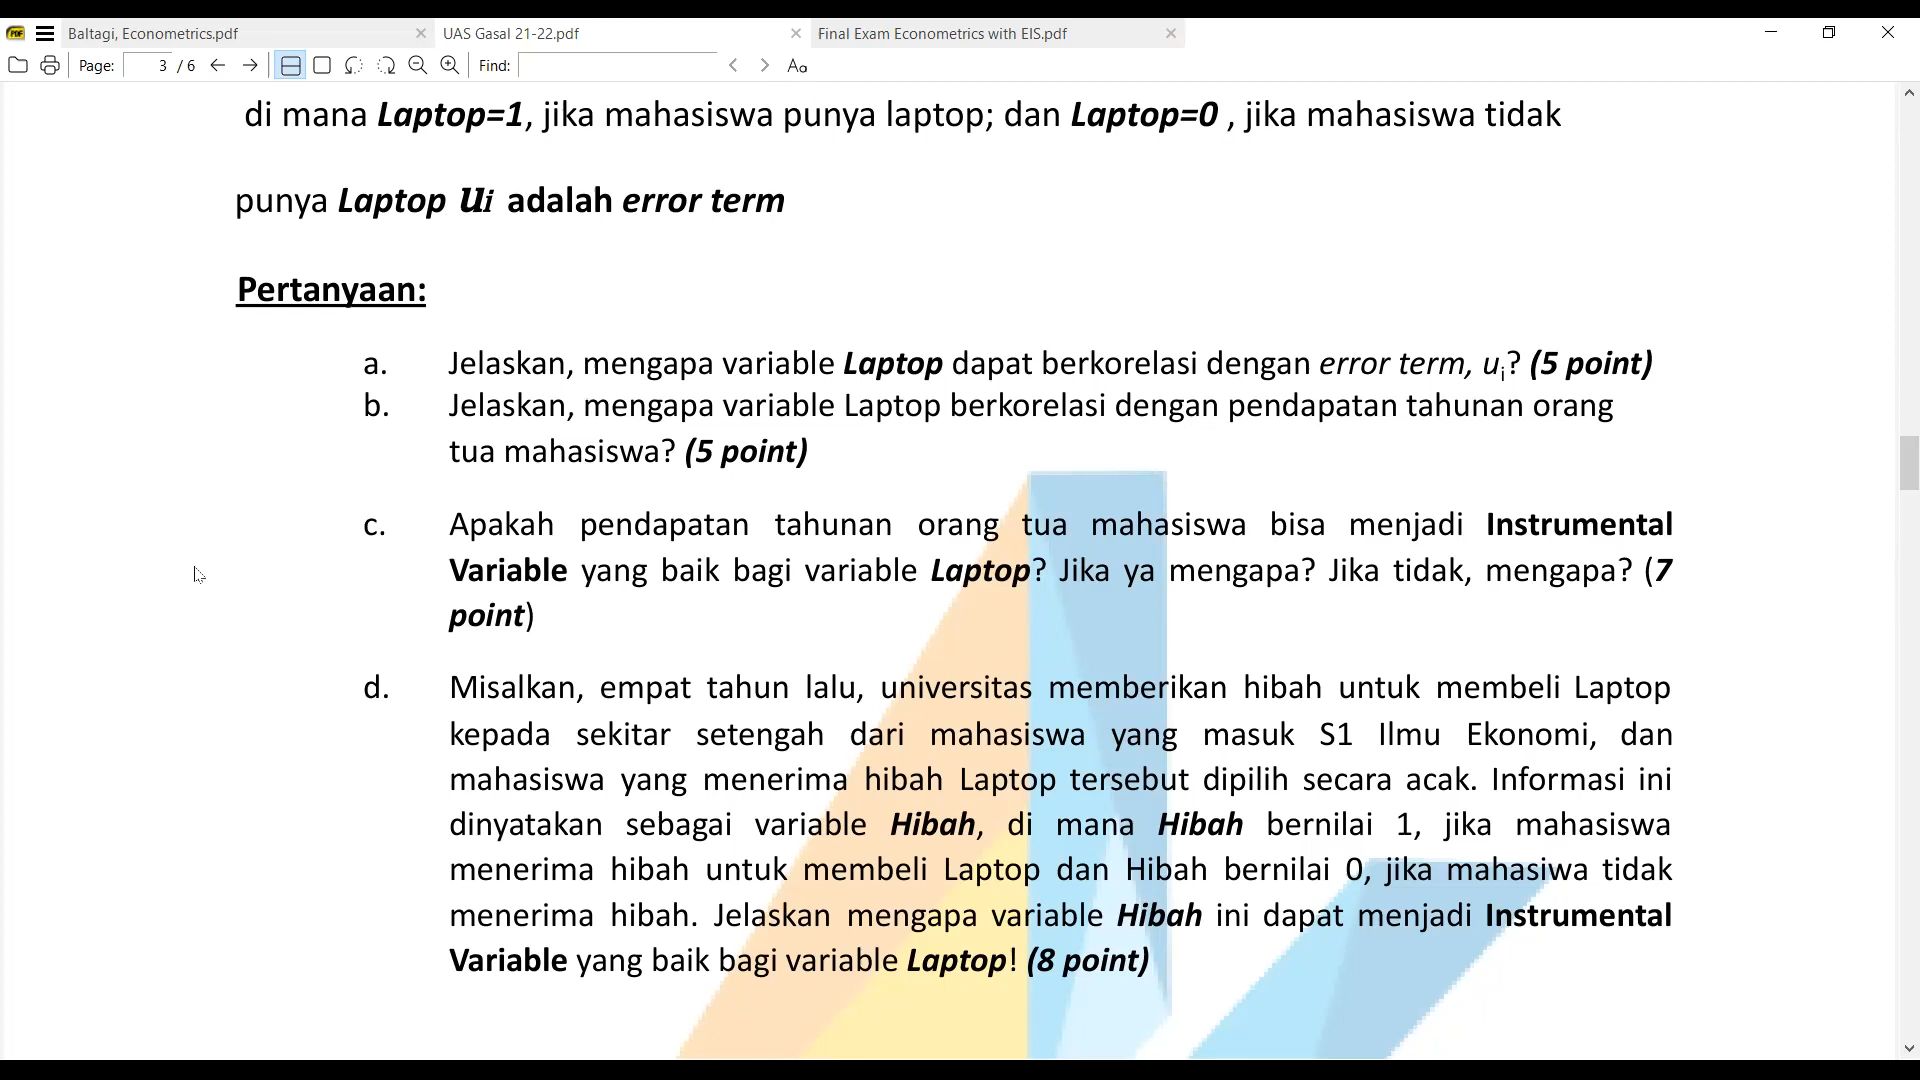 Baltagi, Econometrics.pdf
UAS Gasal 21-22.pdf
Final Exam Econometrics with EIS.pdf
Page: 3 / 6
Find:
di mana Laptop=1, jika mahasiswa punya laptop; dan Laptop=0 , jika mahasiswa tidak
punya Laptop ui adalah error term
Pertanyaan:
a. Jelaskan, mengapa variable Laptop dapat berkorelasi dengan error term, ui? (5 point)
b. Jelaskan, mengapa variable Laptop berkorelasi dengan pendapatan tahunan orang
tua mahasiswa? (5 point)
c. Apakah pendapatan tahunan orang tua mahasiswa bisa menjadi Instrumental
Variable yang baik bagi variable Laptop? Jika ya mengapa? Jika tidak, mengapa? (7
point)
d. Misalkan, empat tahun lalu, universitas memberikan hibah untuk membeli Laptop
kepada sekitar setengah dari mahasiswa yang masuk S1 Ilmu Ekonomi, dan
mahasiswa yang menerima hibah Laptop tersebut dipilih secara acak. Informasi ini
dinyatakan sebagai variable Hibah, di mana Hibah bernilai 1, jika mahasiswa
menerima hibah untuk membeli Laptop dan Hibah bernilai 0, jika mahasiwa tidak
menerima hibah. Jelaskan mengapa variable Hibah ini dapat menjadi Instrumental
Variable yang baik bagi variable Laptop! (8 point)